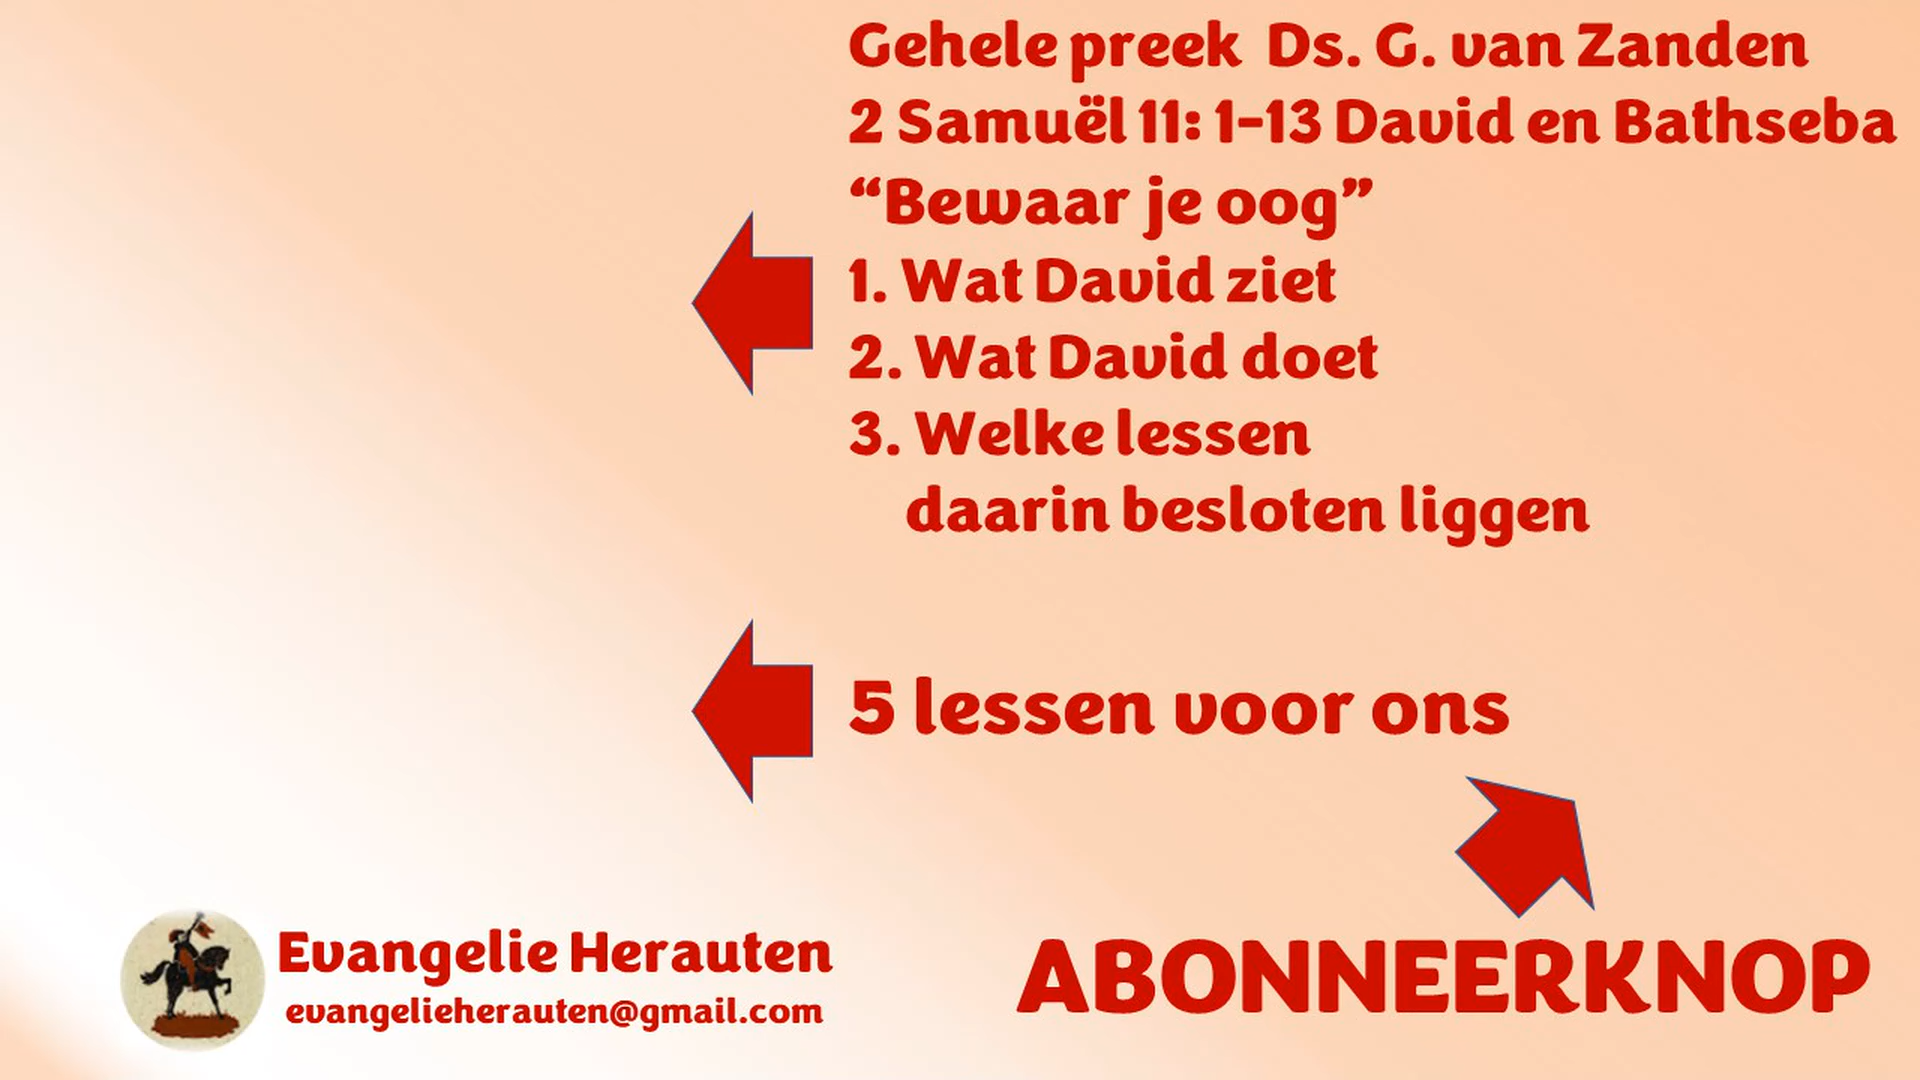 Gehele preek  Ds. G. van Zanden
2 Samuël 11: 1-13 David en Bathseba
“Bewaar je oog”
1. Wat David ziet
2. Wat David doet
3. Welke lessen
daarin besloten liggen
5 lessen voor ons
Evangelie Herauten
evangelieherauten@gmail.com
ABONNEERKNOP